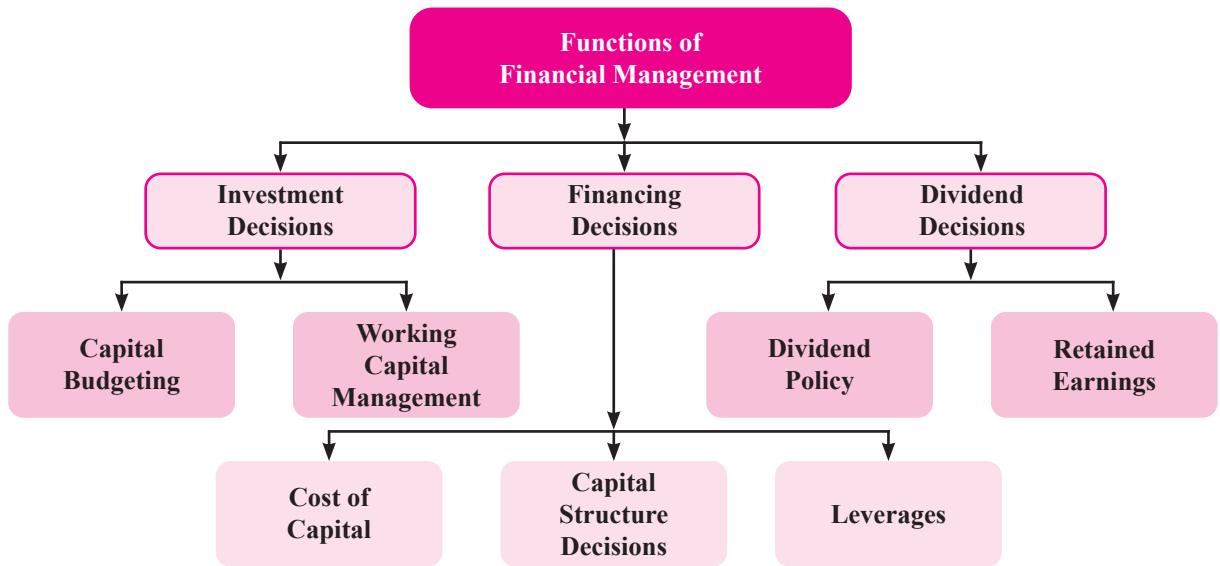 Functions of
Financial Management
Investment
Decisions
Financing
Decisions
Dividend
Decisions
Capital
Budgeting
Working
Capital
Management
Dividend
Policy
Retained
Earnings
Cost of
Capital
Capital
Structure
Decisions
Leverages